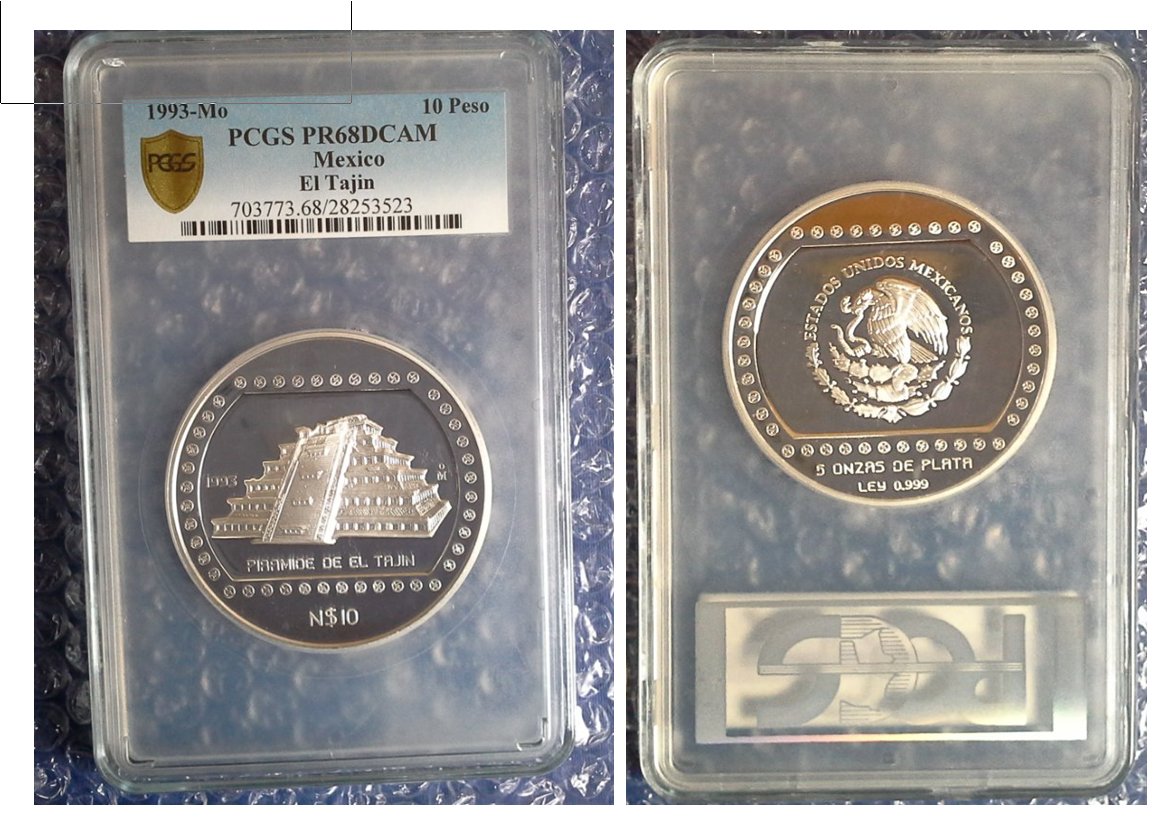 1993-Mo 10 Peso
PCGS PR68DCAM
PCGS
Mexico
El Tajin
703773.68/28253523
1993
Mo
PIRAMIDE DE EL TAJIN
N$10
ESTADOS UNIDOS MEXICANOS
5 ONZAS DE PLATA
LEY 0.999